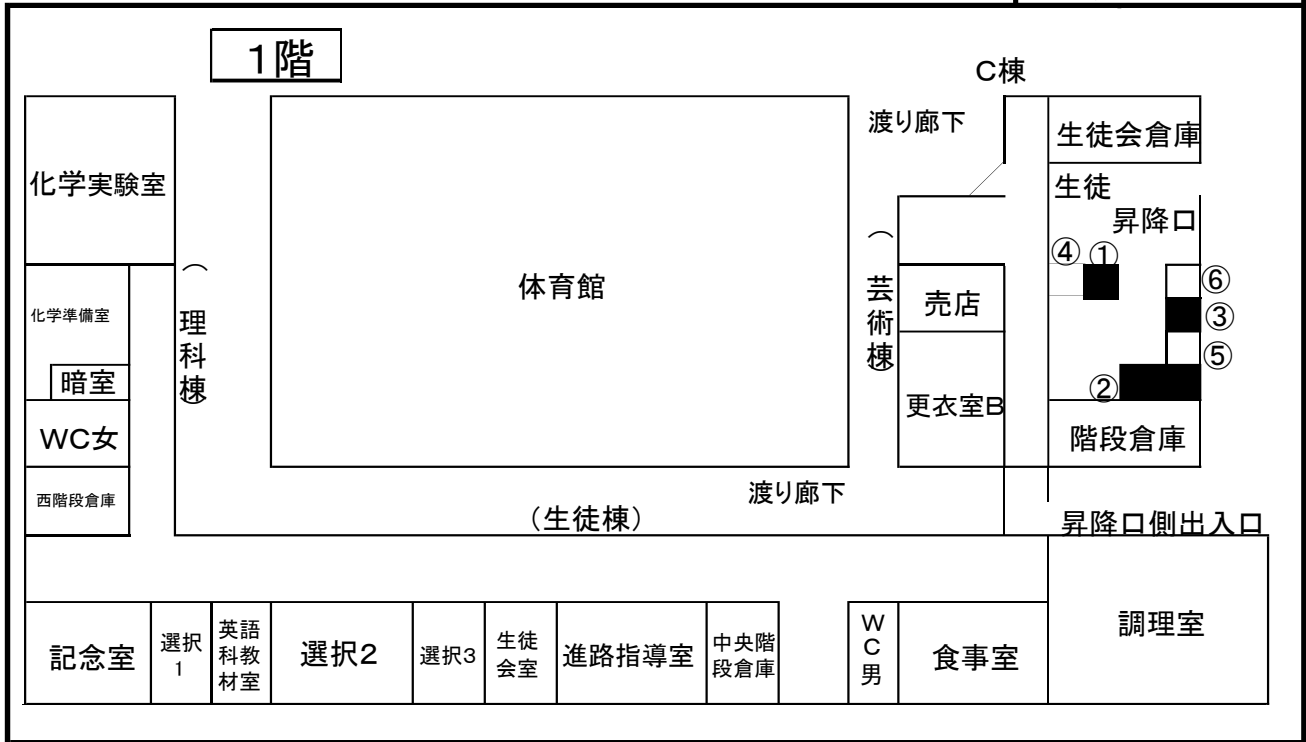 1階
C棟
渡り廊下
生徒会倉庫
化学実験室
生徒
昇降口
④
①
体育館
（芸術棟）
売店
⑥
③
⑤
②
化学準備室
（理科棟）
暗室
更衣室B
WC女
階段倉庫
西階段倉庫
渡り廊下
（生徒棟）
昇降口側出入口
記念室
選択
1
英語
科教
材室
選択2
選択3
生徒
会室
進路指導室
中央階
段倉庫
WC男
食事室
調理室